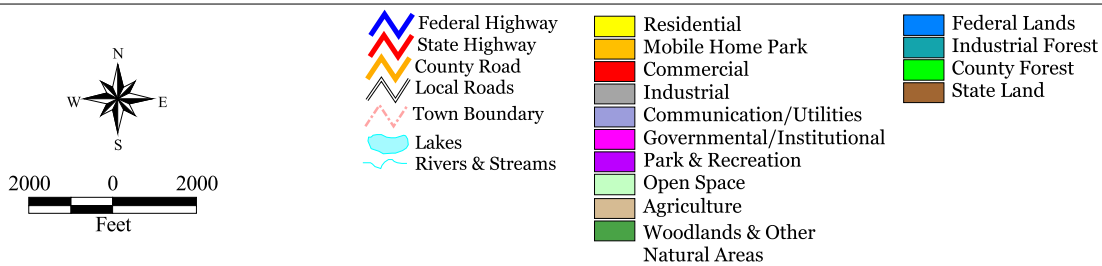 N
W E
S
2000 0 2000
Feet
Federal Highway
State Highway
County Road
Local Roads
Town Boundary
Lakes
Rivers & Streams
Residential
Mobile Home Park
Commercial
Industrial
Communication/Utilities
Governmental/Institutional
Park & Recreation
Open Space
Agriculture
Woodlands & Other
Natural Areas
Federal Lands
Industrial Forest
County Forest
State Land